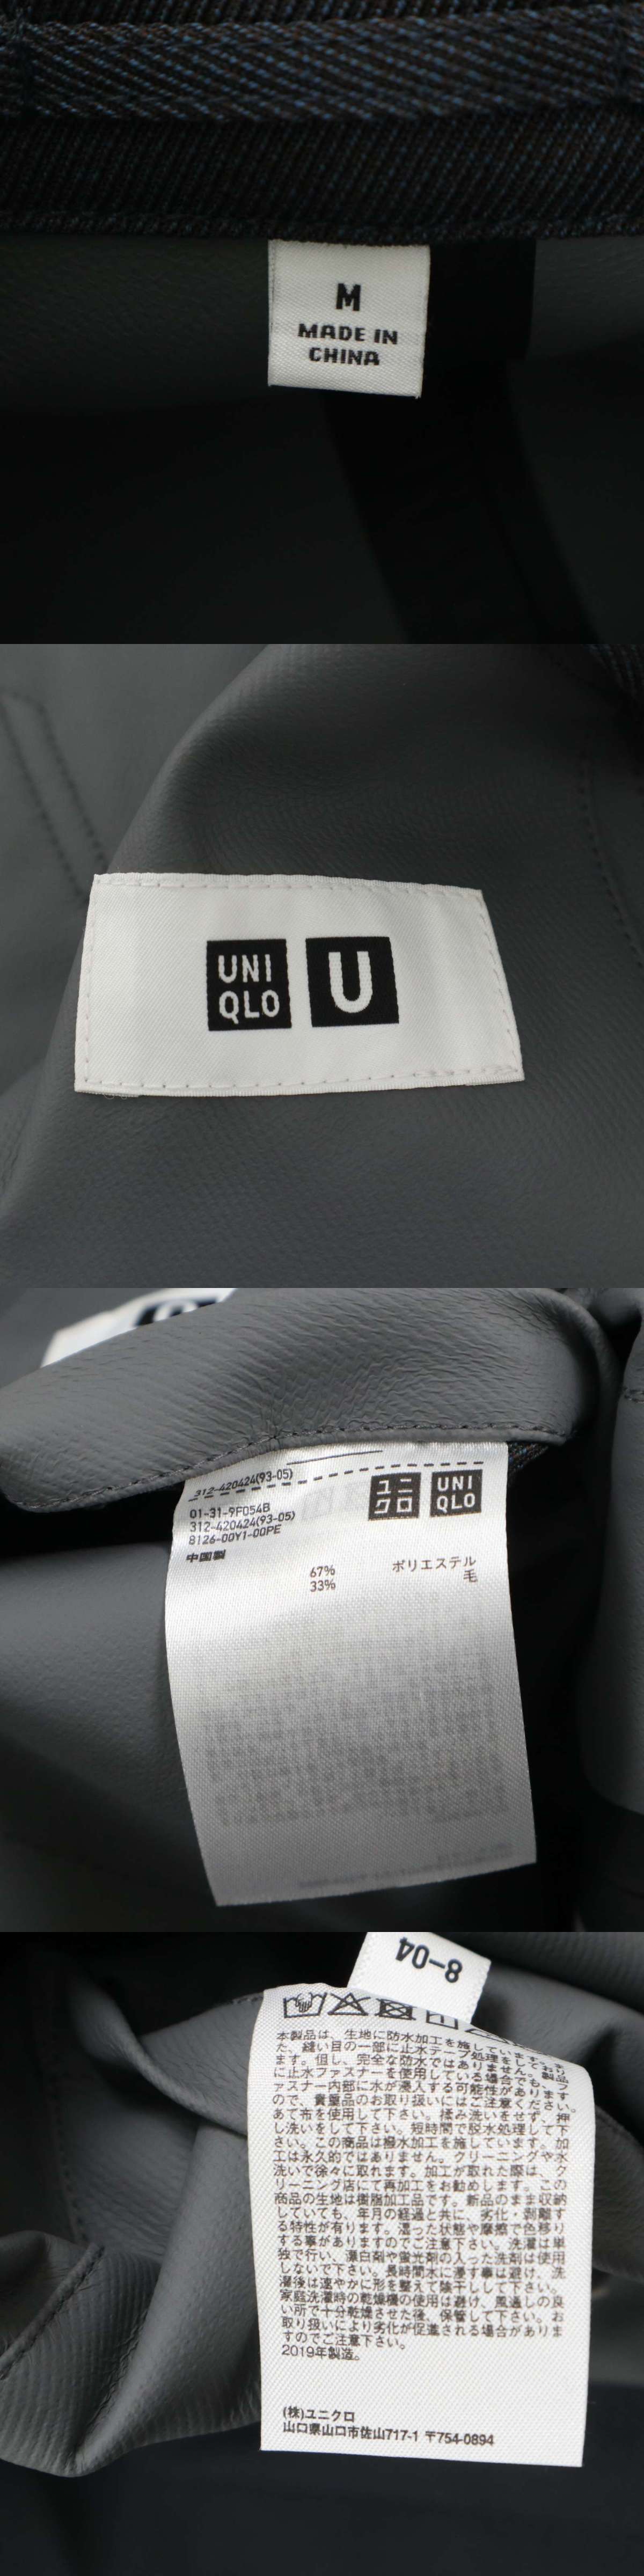 M
MADE IN
CHINA
UNI
QLO
U
312-420424(93-05)
ユニ
クロ
UNI
QLO
01-31-9F054B
312-420424(93-05)
8126-00Y1-00PE
中国製
67% ポリエステル
33% 毛
8-04
本製品は、生地に防水加工を施しています。ま
た、縫い目の一部に止水テープ処理をしており
ます。但し、完全な防水ではありません。製品
に止水ファスナーを使用している場合でも、フ
ァスナー内部に水が浸入する可能性があります
ので、貴重品のお取り扱いにはご注意ください。
あて布を使用して下さい。揉み洗いをせず、押
し洗いをして下さい。短時間で脱水処理して下
さい。この商品は撥水加工を施しています。加
工は永久的ではありません。クリーニングや水
洗いで徐々に取れます。加工が取れた際は、ク
リーニング店にて再加工をお勧めします。この
商品の生地は樹脂加工品です。新品のまま収納
していても、年月の経過と共に、劣化・剥離す
る特性が有ります。湿った状態や摩擦で色移り
する事がありますのでご注意下さい。洗濯は単
独で行い、漂白剤や蛍光剤の入った洗剤は使用
しないで下さい。長時間水に浸す事は避け、洗
濯後は速やかに形を整えて陰干しして下さい。
家庭洗濯時の乾燥機の使用は避け、風通しの良
い所で十分乾燥させた後、保管して下さい。お
取り扱いにより劣化が促進される場合がありま
すのでご注意下さい。
2019年製造。
(株)ユニクロ
山口県山口市佐山717-1 〒754-0894